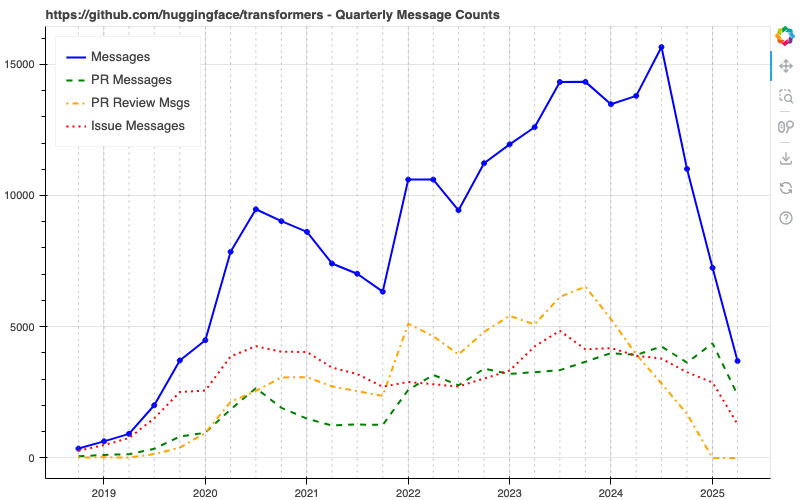 https://github.com/huggingface/transformers - Quarterly Message Counts
Messages
PR Messages
PR Review Msgs
Issue Messages
15000
10000
5000
0
2019 2020 2021 2022 2023 2024 2025